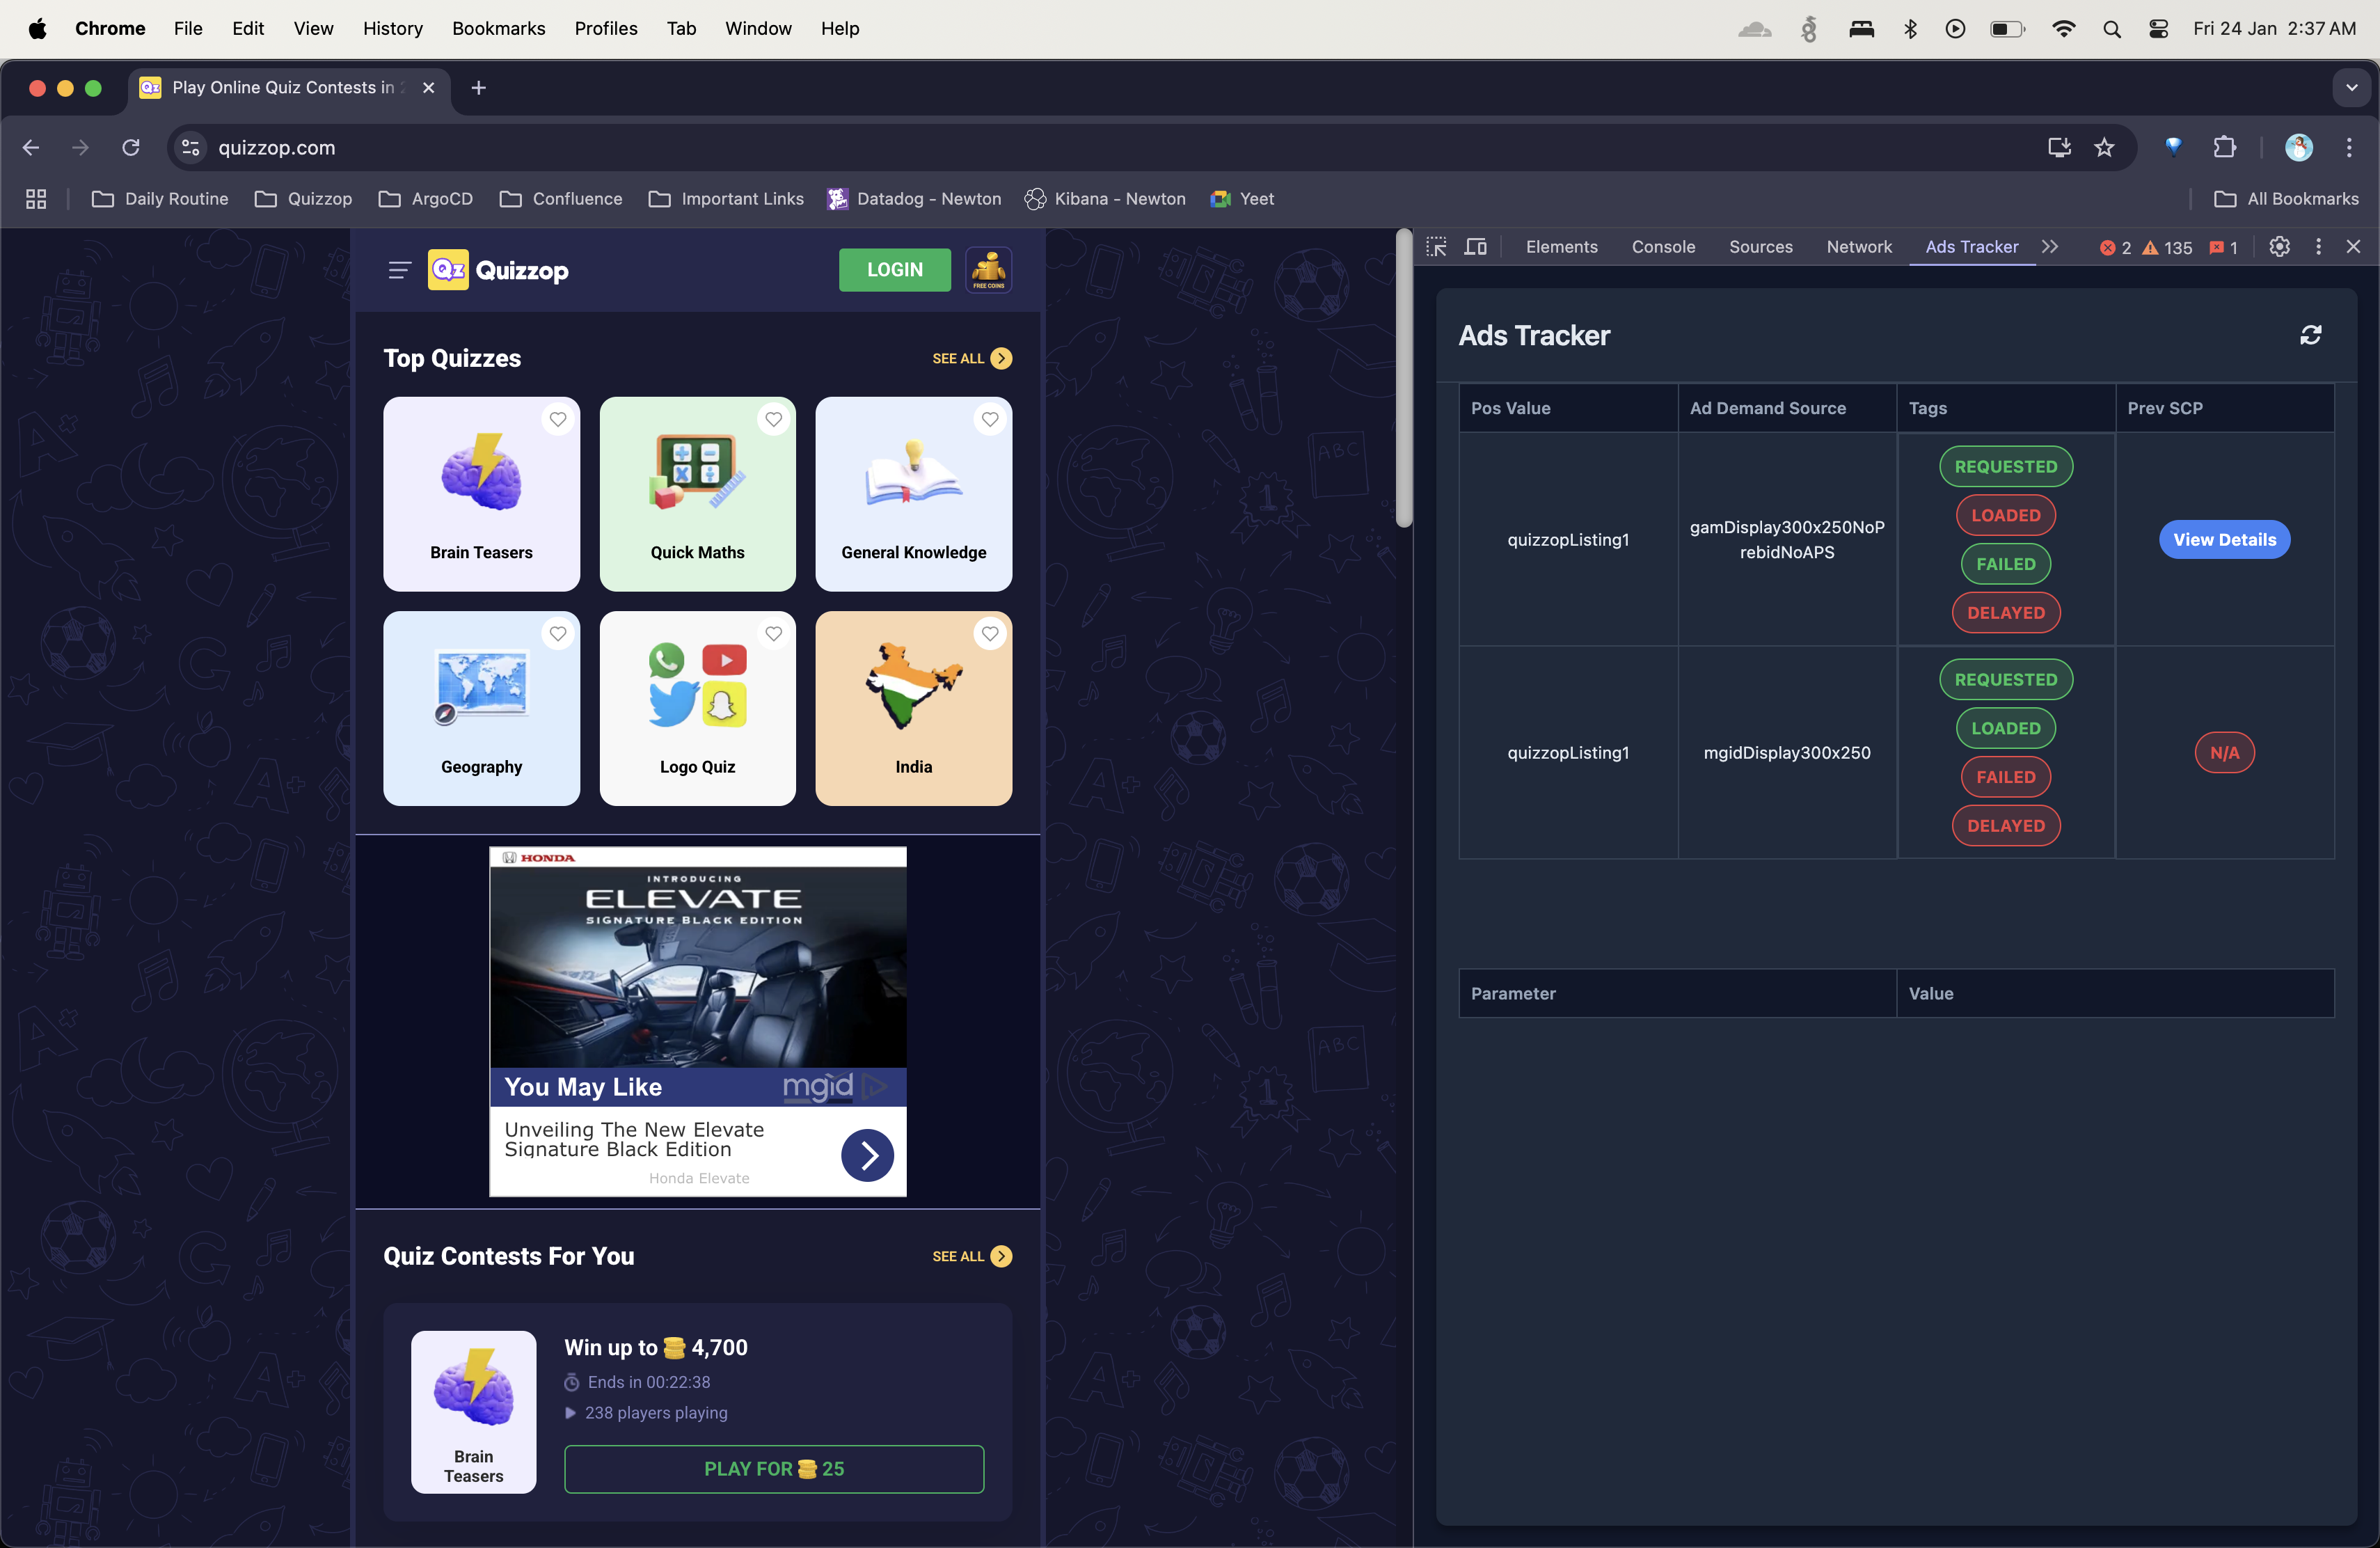 Chrome File Edit View History Bookmarks Profiles Tab Window Help Fri 24 Jan 2:37 AM
Play Online Quiz Contests in
quizzop.com
Daily Routine Quizzop ArgoCD Confluence Important Links Datadog - Newton Kibana - Newton Yeet All Bookmarks
Qz Quizzop LOGIN FREE COINS
Top Quizzes SEE ALL
Brain Teasers Quick Maths General Knowledge
Geography Logo Quiz India
HONDA
INTRODUCING
ELEVATE
SIGNATURE BLACK EDITION
You May Like mgid
Unveiling The New Elevate
Signature Black Edition
Honda Elevate
Quiz Contests For You SEE ALL
Brain
Teasers
Win up to 4,700
Ends in 00:22:38
238 players playing
PLAY FOR 25
Elements Console Sources Network Ads Tracker 2 135 1
Ads Tracker
Pos Value Ad Demand Source Tags Prev SCP
quizzopListing1
gamDisplay300x250NoP
rebidNoAPS
REQUESTED
LOADED
FAILED
DELAYED
View Details
quizzopListing1
mgidDisplay300x250
REQUESTED
LOADED
FAILED
DELAYED
N/A
Parameter Value
ABC
ABC